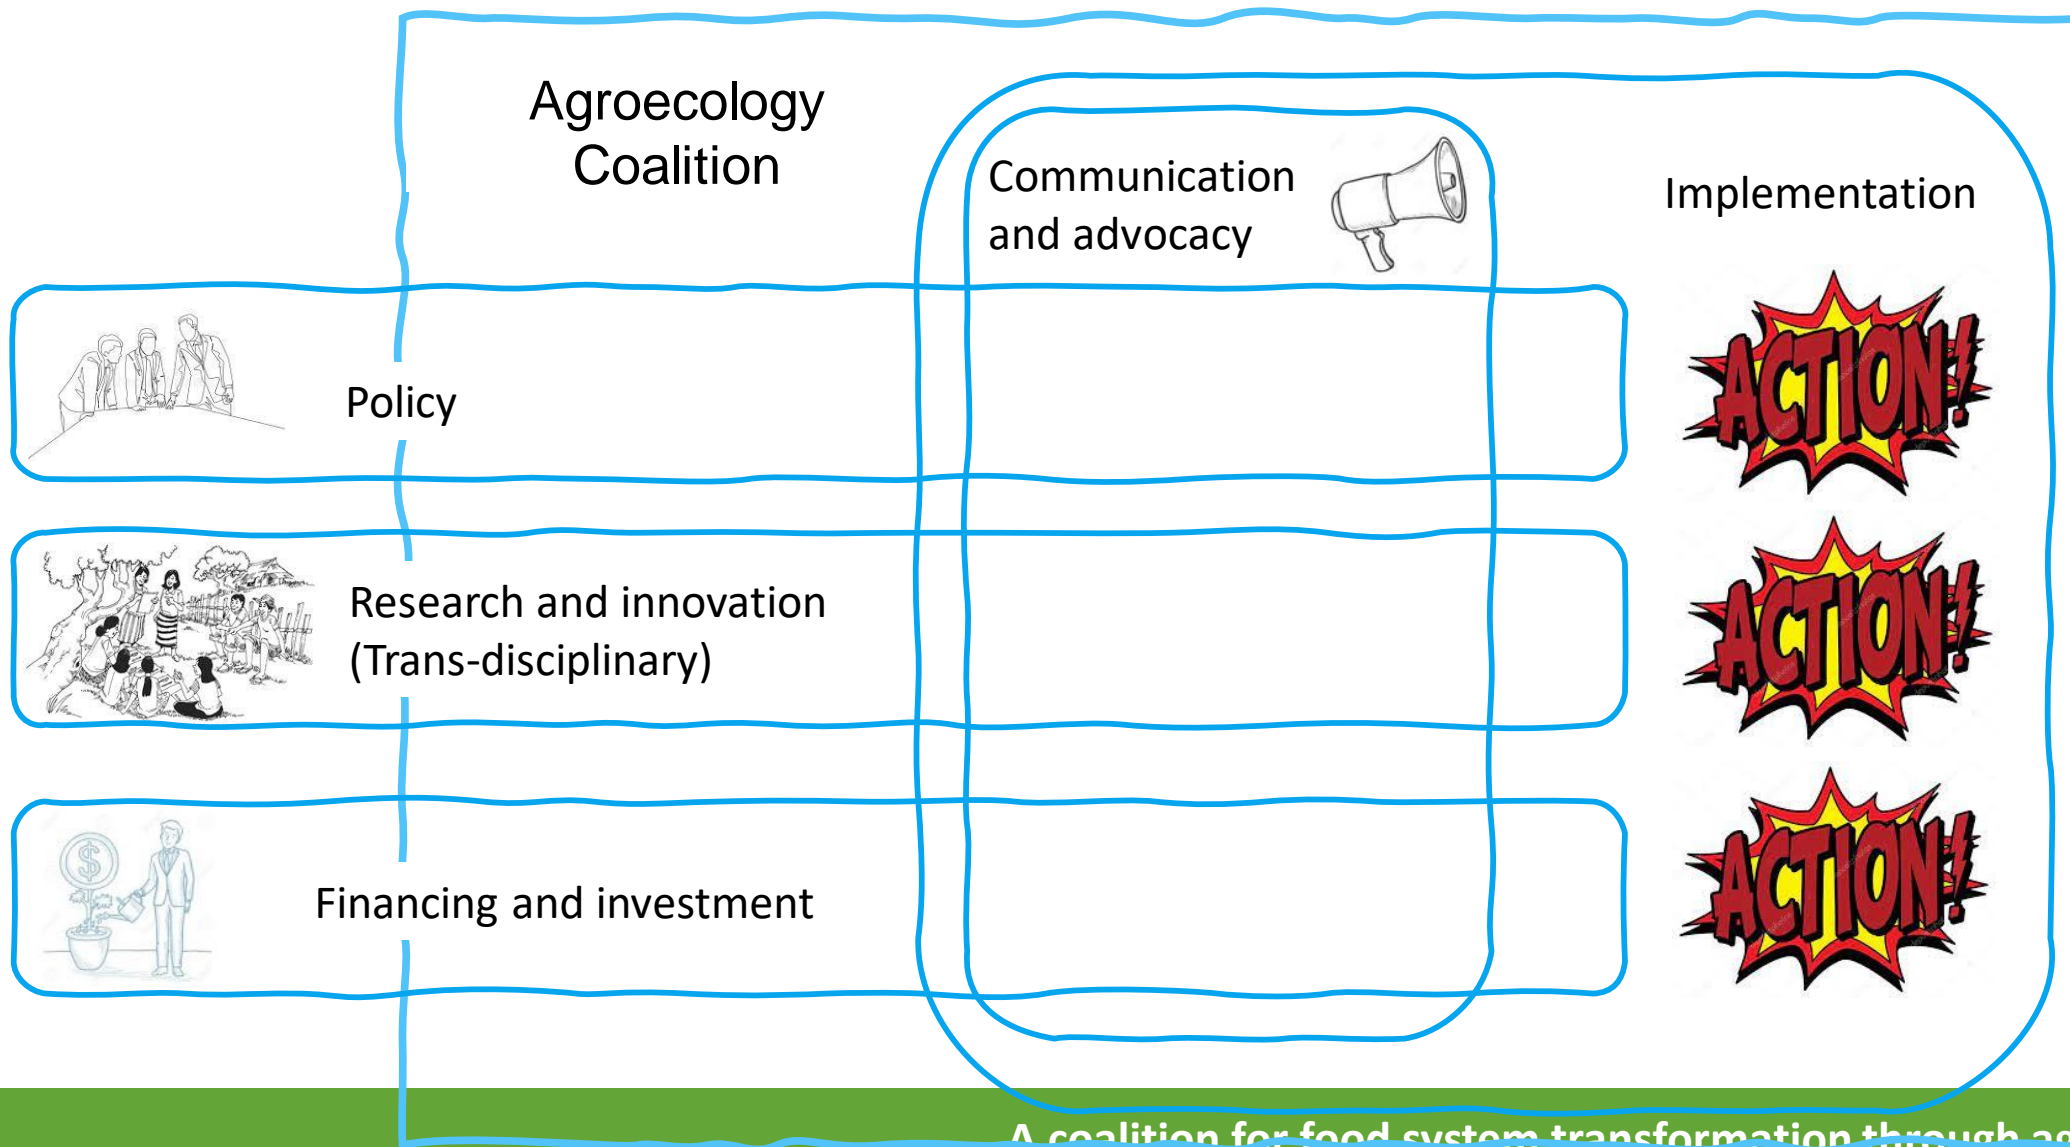 Agroecology
Coalition
Communication
and advocacy
Implementation
Policy
ACTION!
Research and innovation
(Trans-disciplinary)
ACTION!
$
Financing and investment
ACTION!
A coalition for food system transformation through